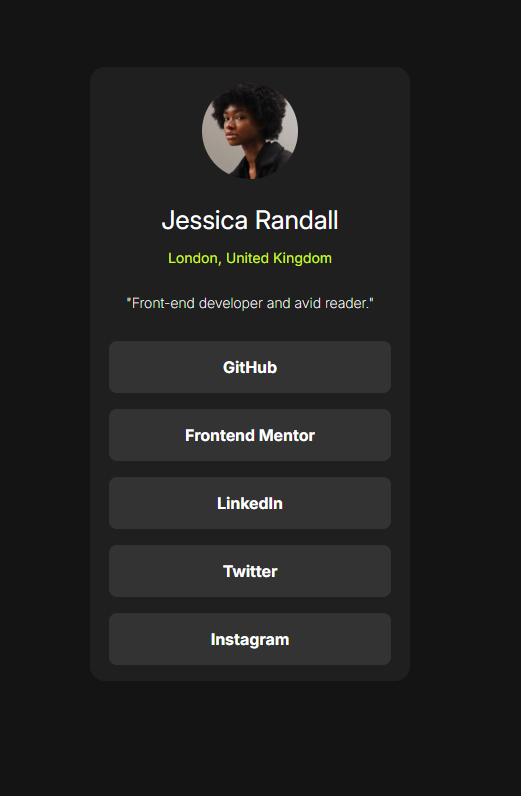 Jessica Randall
London, United Kingdom
"Front-end developer and avid reader."
GitHub
Frontend Mentor
LinkedIn
Twitter
Instagram